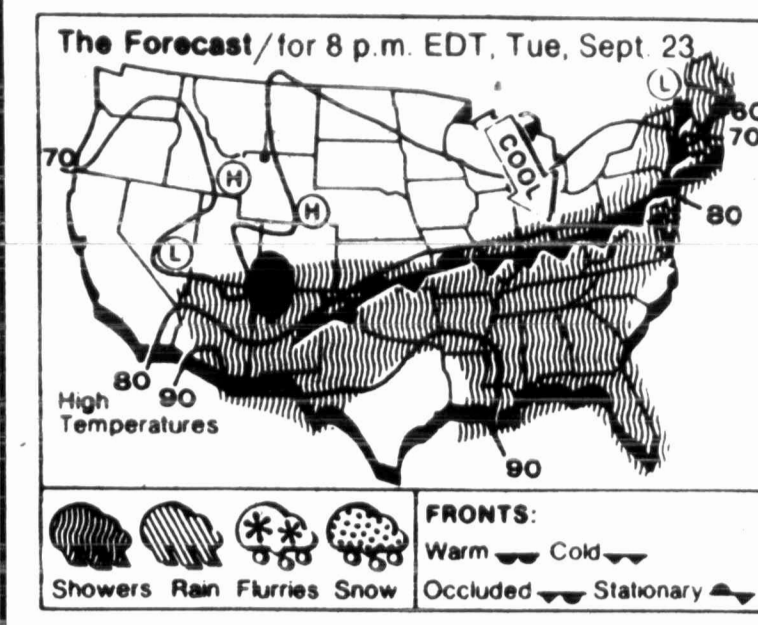 The Forecast/for 8 p.m. EDT, Tue, Sept. 23
L
60
70
70
COOL
H
H
80
L
80
90
High
Temperatures
90
FRONTS:
Warm Cold
Showers Rain Flurries Snow
Occluded Stationary